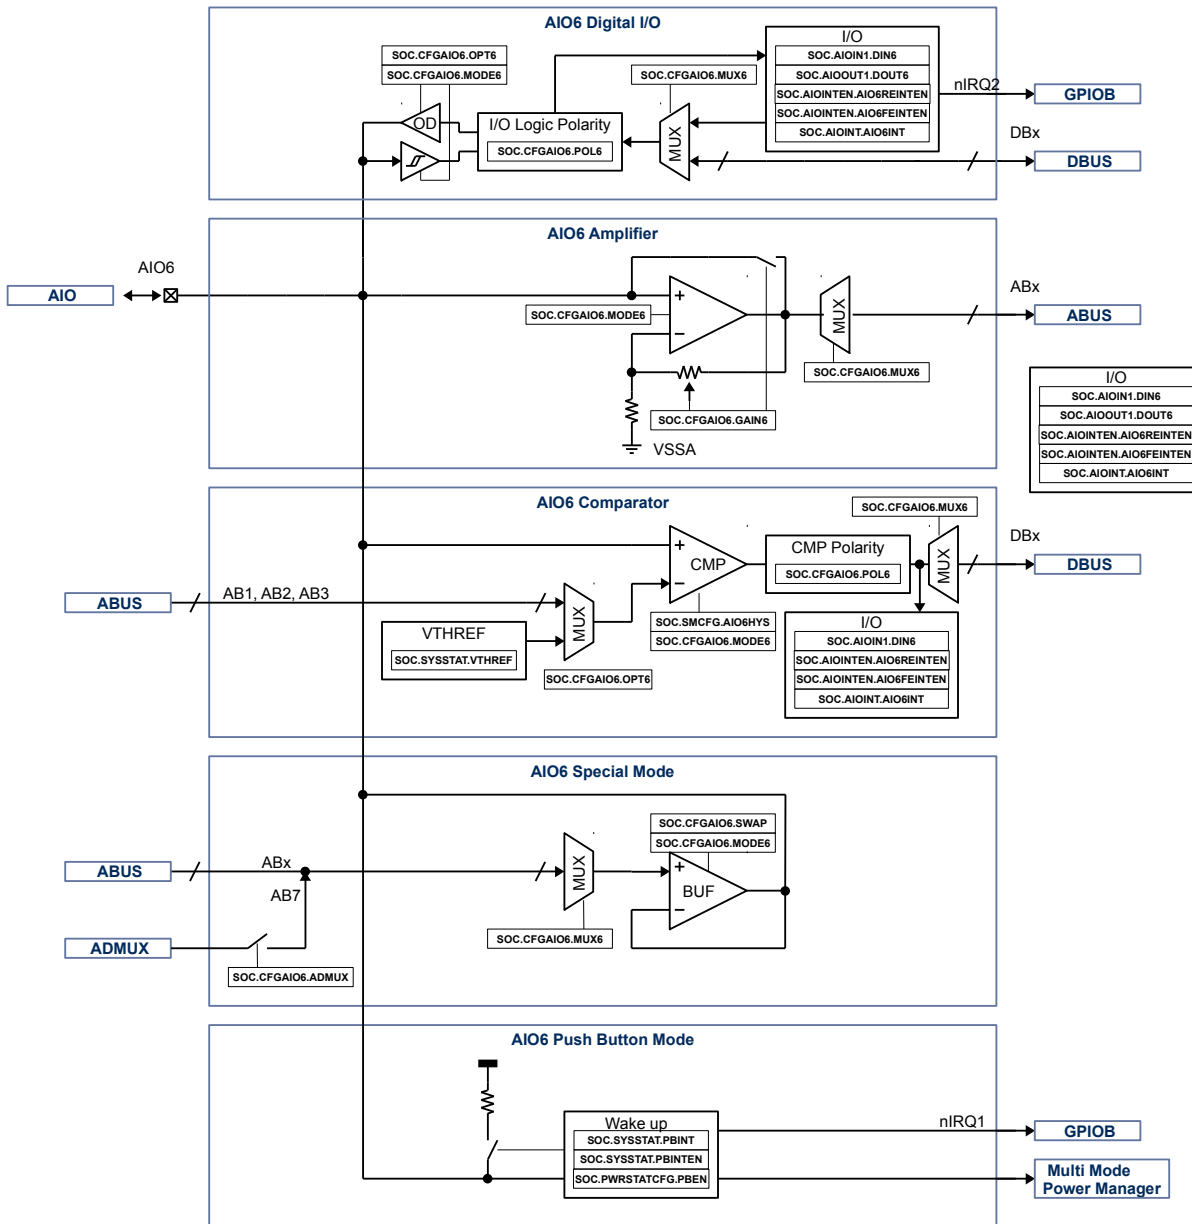 AIO6 Digital I/O
SOC.CFGAIO6.OPT6
SOC.CFGAIO6.MODE6
OD
I/O Logic Polarity
SOC.CFGAIO6.POL6
SOC.CFGAIO6.MUX6
MUX
I/O
SOC.AIOIN1.DIN6
SOC.AIOOUT1.DOUT6
SOC.AIOINTEN.AIO6REINTEN
SOC.AIOINTEN.AIO6FEINTEN
SOC.AIOINT.AIO6INT
nIRQ2
GPIOB
DBx
DBUS
AIO6 Amplifier
AIO
AIO6
SOC.CFGAIO6.MODE6
+
−
MUX
SOC.CFGAIO6.MUX6
SOC.CFGAIO6.GAIN6
VSSA
ABx
ABUS
I/O
SOC.AIOIN1.DIN6
SOC.AIOOUT1.DOUT6
SOC.AIOINTEN.AIO6REINTEN
SOC.AIOINTEN.AIO6FEINTEN
SOC.AIOINT.AIO6INT
AIO6 Comparator
ABUS
AB1, AB2, AB3
VTHREF
SOC.SYSSTAT.VTHREF
MUX
SOC.CFGAIO6.OPT6
+
CMP
−
SOC.SMCFG.AIO6HYS
SOC.CFGAIO6.MODE6
CMP Polarity
SOC.CFGAIO6.POL6
SOC.CFGAIO6.MUX6
MUX
DBx
DBUS
I/O
SOC.AIOIN1.DIN6
SOC.AIOINTEN.AIO6REINTEN
SOC.AIOINTEN.AIO6FEINTEN
SOC.AIOINT.AIO6INT
AIO6 Special Mode
ABUS
ABx
AB7
ADMUX
SOC.CFGAIO6.ADMUX
MUX
SOC.CFGAIO6.MUX6
SOC.CFGAIO6.SWAP
SOC.CFGAIO6.MODE6
+
BUF
−
AIO6 Push Button Mode
Wake up
SOC.SYSSTAT.PBINT
SOC.SYSSTAT.PBINTEN
SOC.PWRSTATCFG.PBEN
nIRQ1
GPIOB
Multi Mode
Power Manager